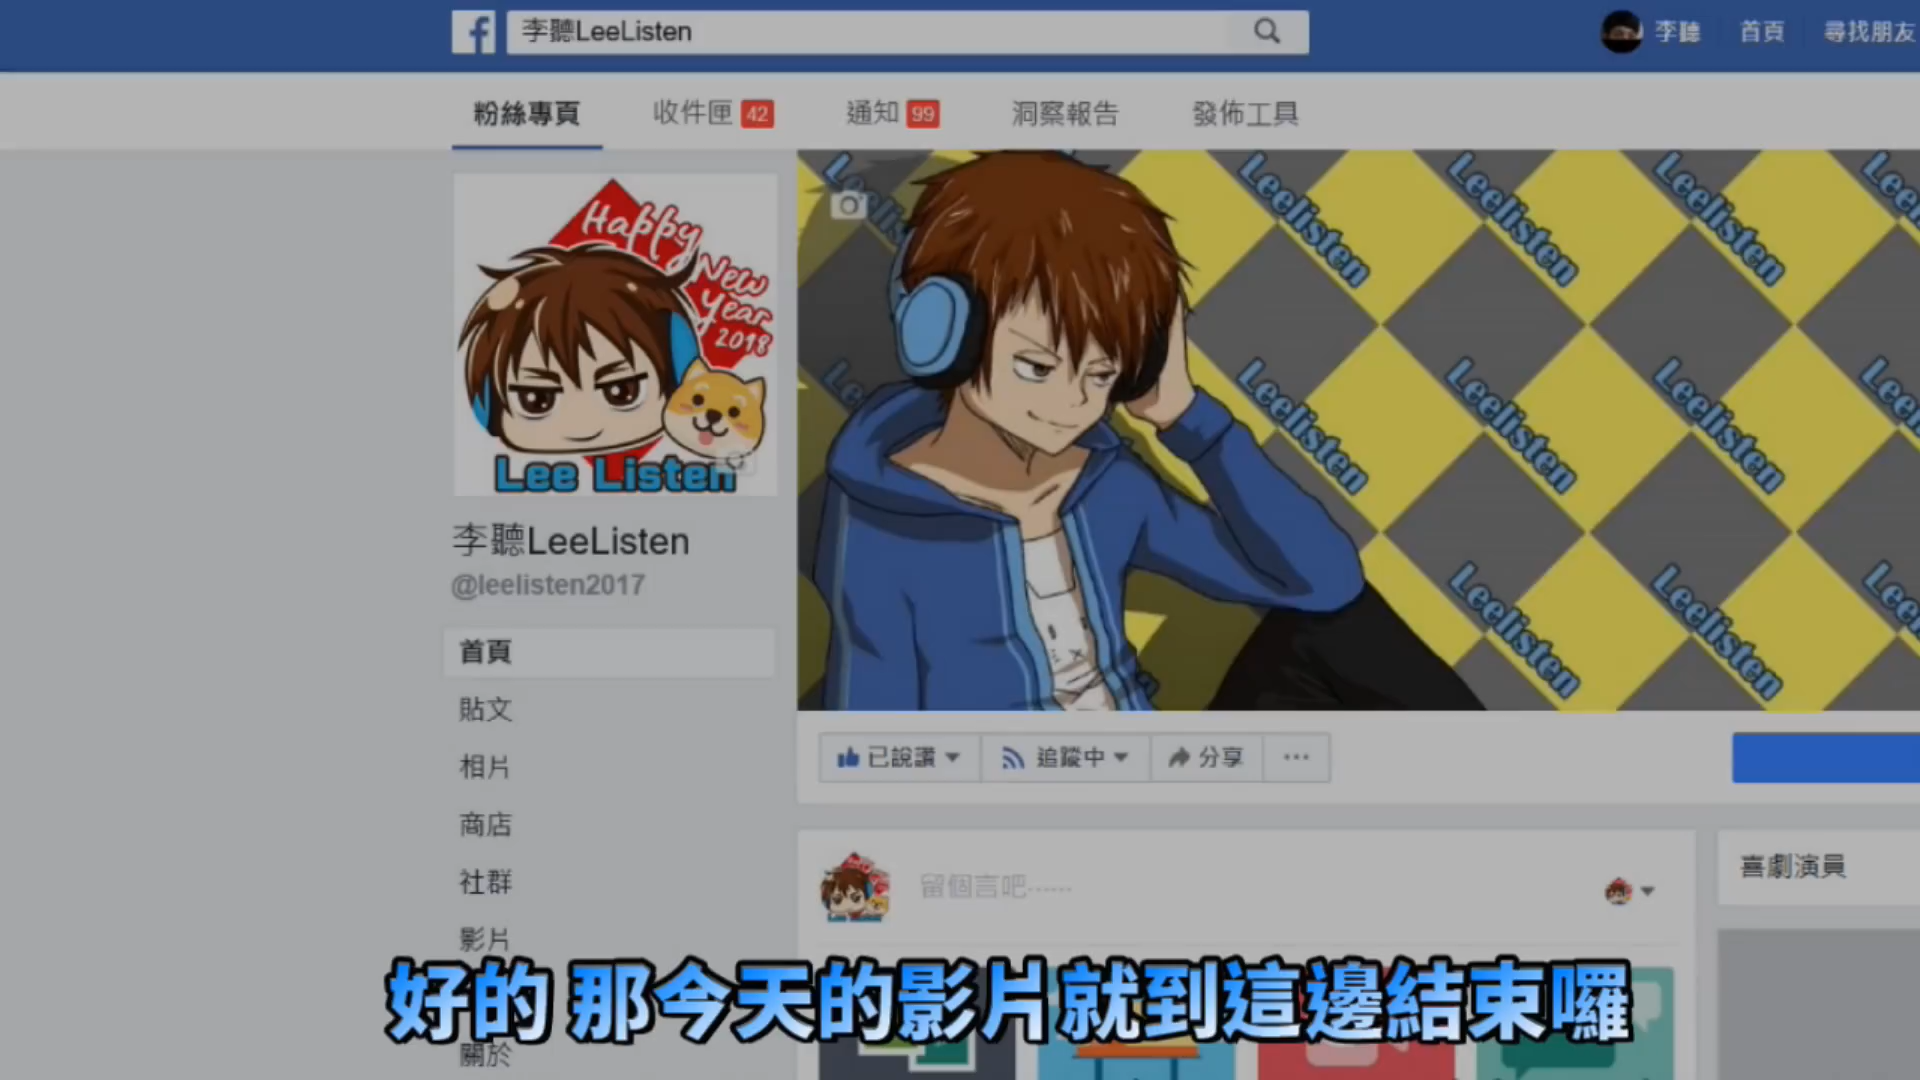 李聽LeeListen
李聽 首頁 尋找朋友
粉絲專頁 收件匣 42 通知 99 洞察報告 發佈工具
Happy
New
Year
2018
Lee Listen
Leelisten Leelisten Leelisten
Leelisten Leelisten Leelisten
Leelisten Leelisten
李聽LeeListen
@leelisten2017
首頁
貼文
相片
商店
社群
影片
關於
已說讚 追蹤中 分享 ...
留個言吧......
喜劇演員
好的 那今天的影片就到這邊結束囉